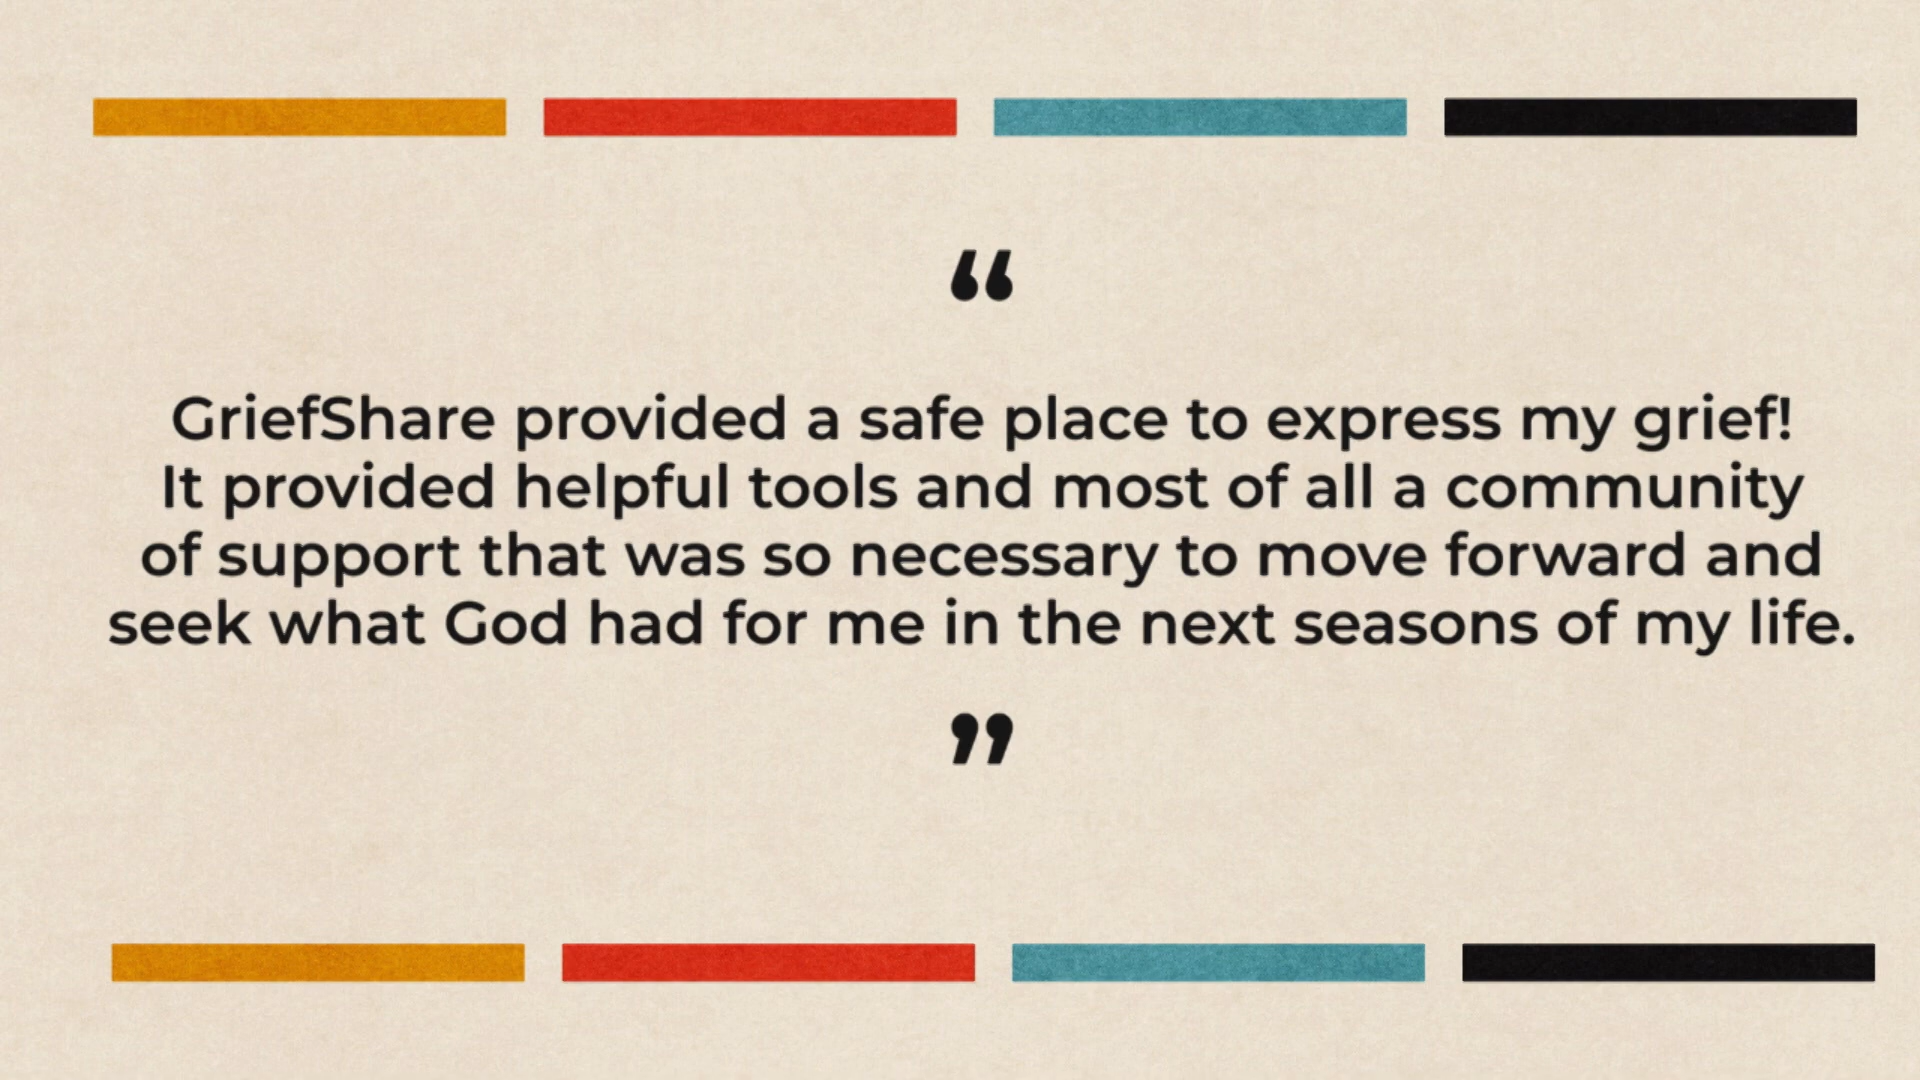 “
GriefShare provided a safe place to express my grief!
It provided helpful tools and most of all a community
of support that was so necessary to move forward and
seek what God had for me in the next seasons of my life.
”